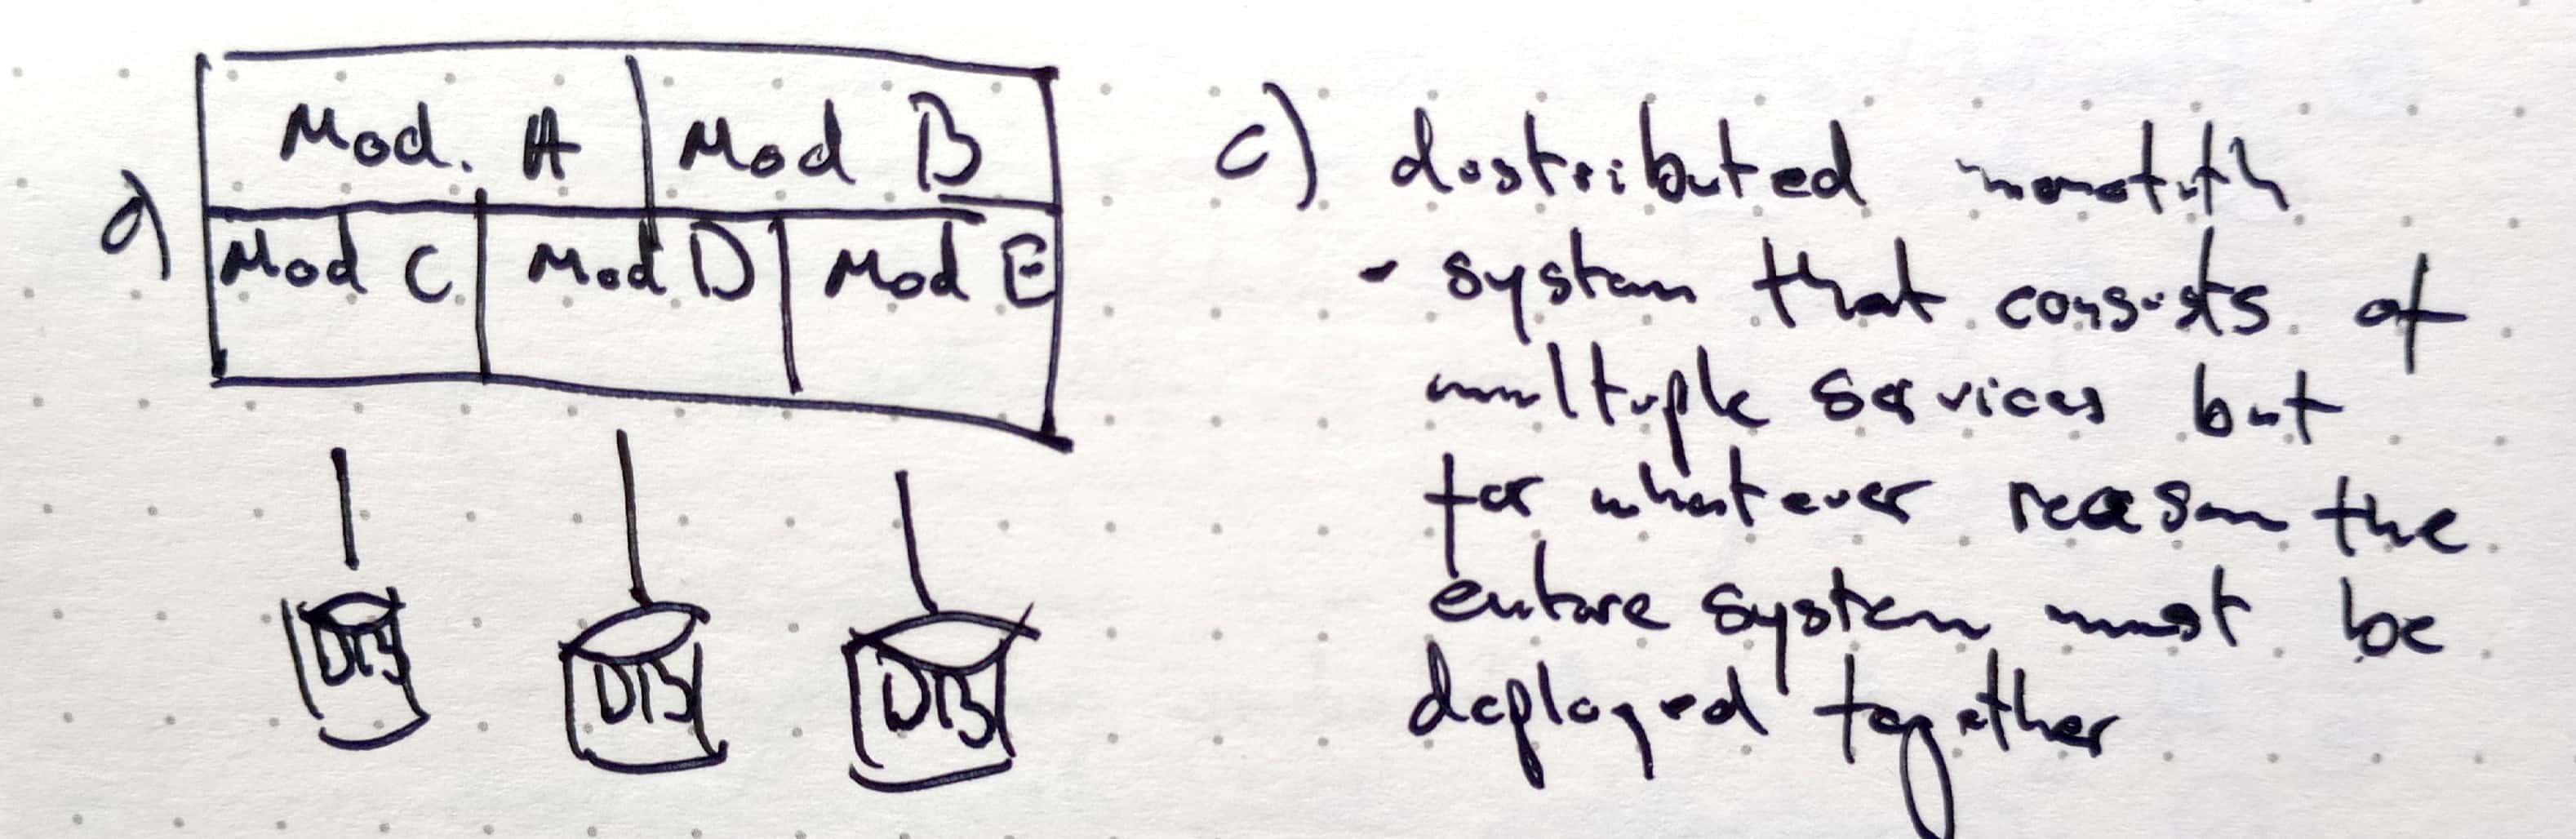 a)
Mod. A
Mod B
Mod C
Mod D
Mod E
DB
DB
DB
c) distributed monolith
- system that consists of
multiple services but
for whatever reason the
entire system must be
deployed together